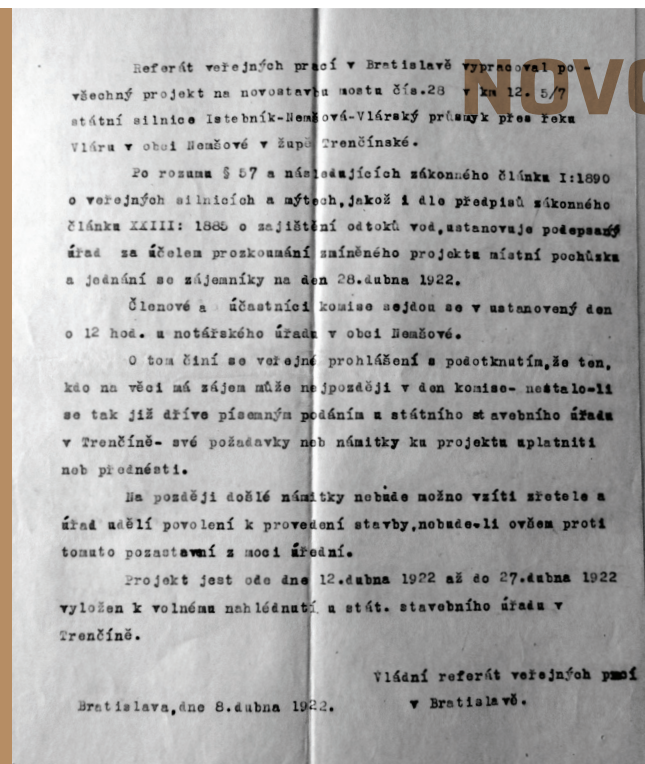 NOVO
Referát veřejných prací v Bratislavě vypracoval po -
všechný projekt na novostavbu mostu čís.28 v km 12. 5/7
státní silnice Istebník-Nemšová-Vlárský průsmyk přes řeku
Vláru v obci Nemšové v župě Trenčínské.
Po rozumu § 57 a následujících zákonného článku I:1890
o veřejných silnicích a mýtech,jakož i dle předpisů zákonného
článku XXIII: 1885 o zajištění odtoků vod,ustanovuje podepsaný
úřad za účelem prozkoumání zmíněného projektu místní pochůzku
a jednání se zájemníky na den 28.dubna 1922.
Členové a účastníci komise sejdou se v ustanovený den
o 12 hod. u notářského úřadu v obci Nemšové.
O tom činí se veřejné prohlášení s podotknutím,že ten,
kdo na věci má zájem může nejpozději v den komise- nestalo-li
se tak již dříve písemným podáním u státního stavebního úřadu
v Trenčíně- své požadavky neb námitky ku projektu uplatniti
neb přednésti.
Na později došlé námitky nebude možno vzíti zřetele a
úřad udělí povolení k provedení stavby,nebude-li ovšem proti
tomuto pozastavní z moci úřední.
Projekt jest ode dne 12.dubna 1922 až do 27.dubna 1922
vyložen k volnému nahlédnutí u stát. stavebního úřadu v
Trenčíně.
Vládní referát veřejných prací
Bratislava,dne 8.dubna 1922. v Bratislavě.